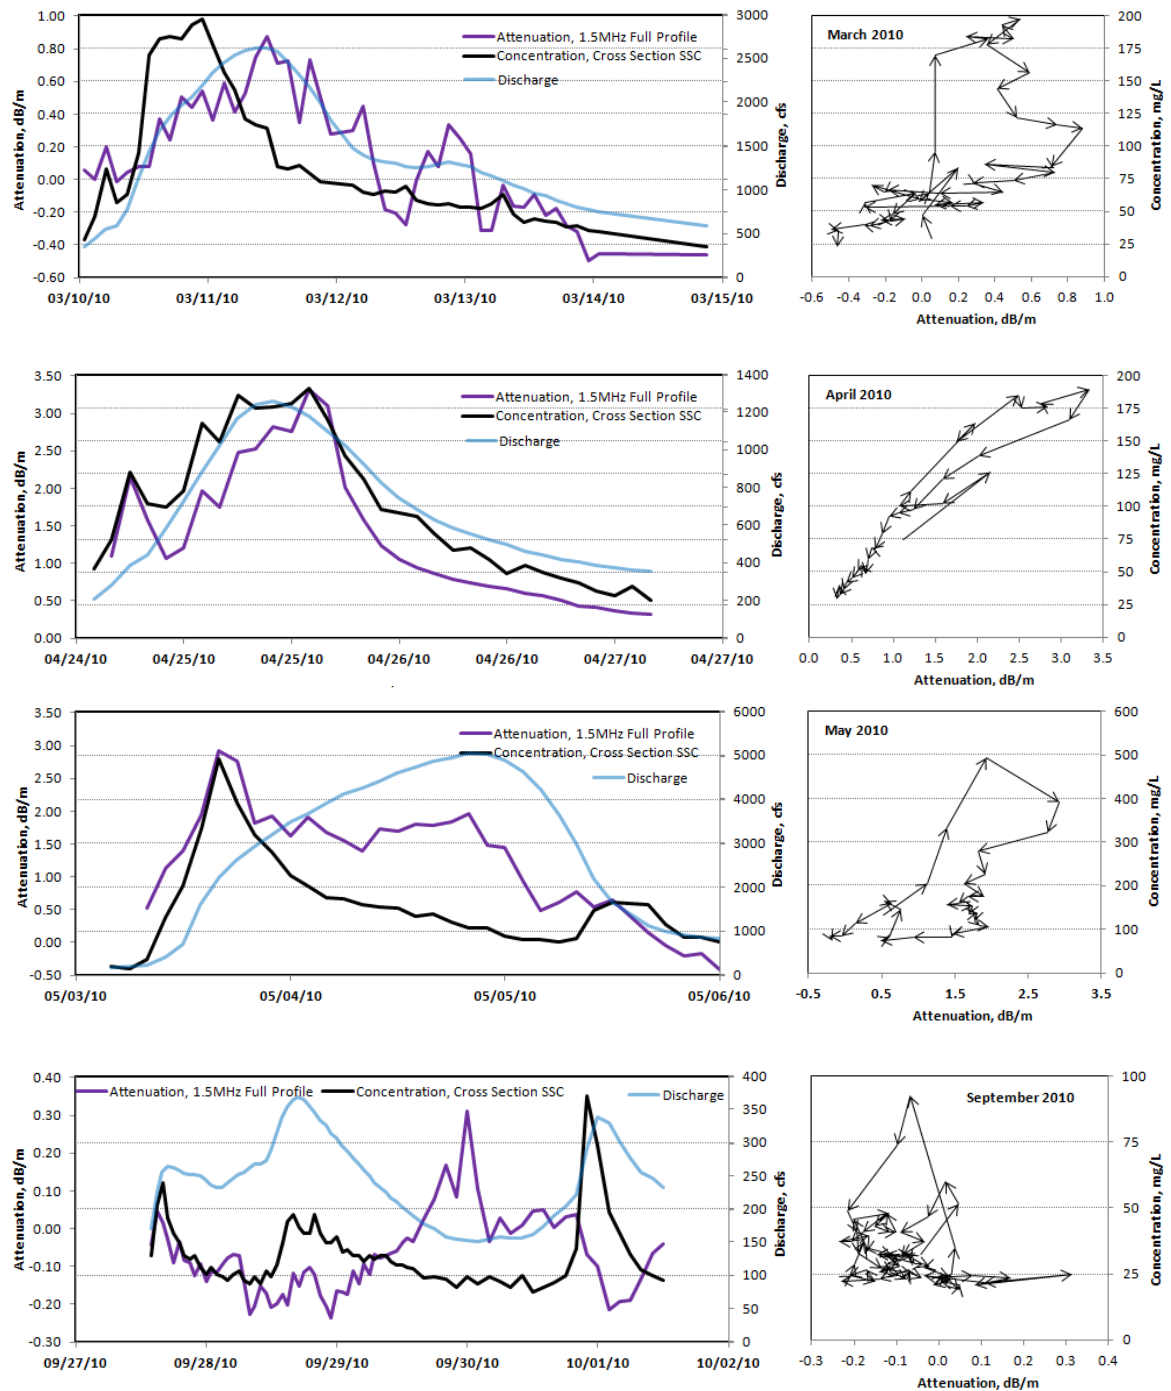 1.00
0.80
0.60
0.40
0.20
0.00
-0.20
-0.40
-0.60
Attenuation, dB/m
Attenuation, 1.5MHz Full Profile
Concentration, Cross Section SSC
Discharge
3000
2500
2000
1500
1000
500
0
Discharge, cfs
03/10/10 03/11/10 03/12/10 03/13/10 03/14/10 03/15/10
March 2010
200
175
150
125
100
75
50
25
0
Concentration, mg/L
-0.6 -0.4 -0.2 0.0 0.2 0.4 0.6 0.8 1.0
Attenuation, dB/m
3.50
3.00
2.50
2.00
1.50
1.00
0.50
0.00
Attenuation, dB/m
Attenuation, 1.5MHz Full Profile
Concentration, Cross Section SSC
Discharge
1400
1200
1000
800
600
400
200
0
Discharge, cfs
04/24/10 04/25/10 04/25/10 04/26/10 04/26/10 04/27/10 04/27/10
April 2010
200
175
150
125
100
75
50
25
0
Concentration, mg/L
0.0 0.5 1.0 1.5 2.0 2.5 3.0 3.5
Attenuation, dB/m
3.50
3.00
2.50
2.00
1.50
1.00
0.50
0.00
-0.50
Attenuation, dB/m
Attenuation, 1.5MHz Full Profile
Concentration, Cross Section SSC
Discharge
6000
5000
4000
3000
2000
1000
0
Discharge, cfs
05/03/10 05/04/10 05/05/10 05/06/10
May 2010
600
500
400
300
200
100
0
Concentration, mg/L
-0.5 0.5 1.5 2.5 3.5
Attenuation, dB/m
0.40
0.30
0.20
0.10
0.00
-0.10
-0.20
-0.30
Attenuation, dB/m
Attenuation, 1.5MHz Full Profile Concentration, Cross Section SSC Discharge
400
350
300
250
200
150
100
50
0
Discharge, cfs
09/27/10 09/28/10 09/29/10 09/30/10 10/01/10 10/02/10
September 2010
100
75
50
25
0
Concentration, mg/L
-0.3 -0.2 -0.1 0.0 0.1 0.2 0.3 0.4
Attenuation, dB/m